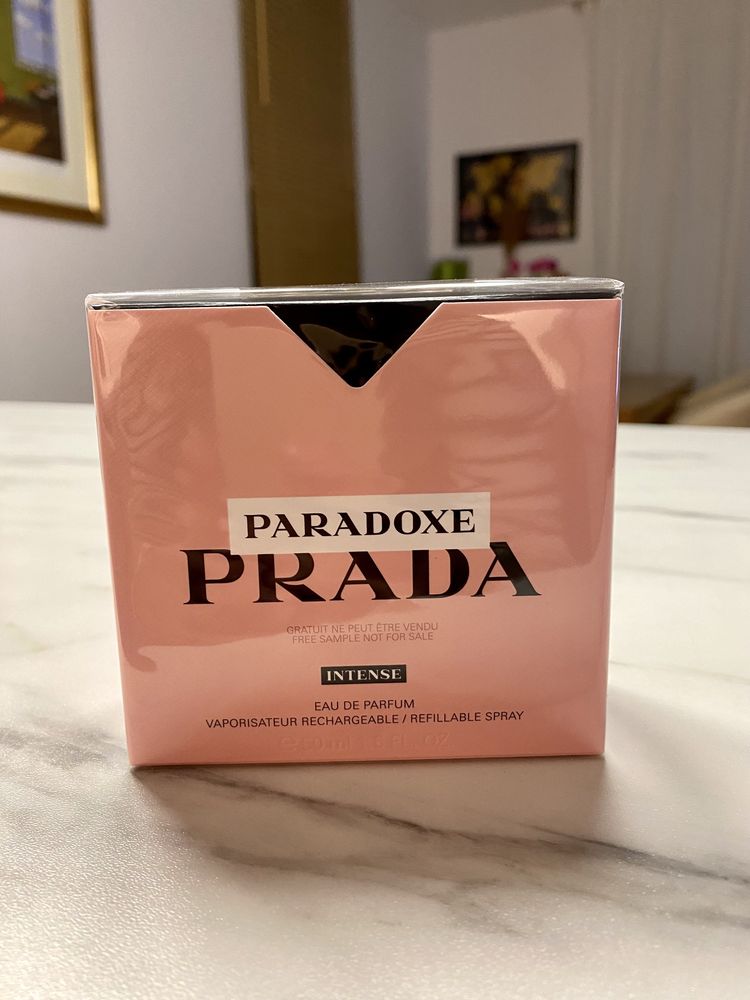 PARADOXE
PRADA
GRATUIT NE PEUT ÊTRE VENDU
FREE SAMPLE NOT FOR SALE
INTENSE
EAU DE PARFUM
VAPORISATEUR RECHARGEABLE / REFILLABLE SPRAY